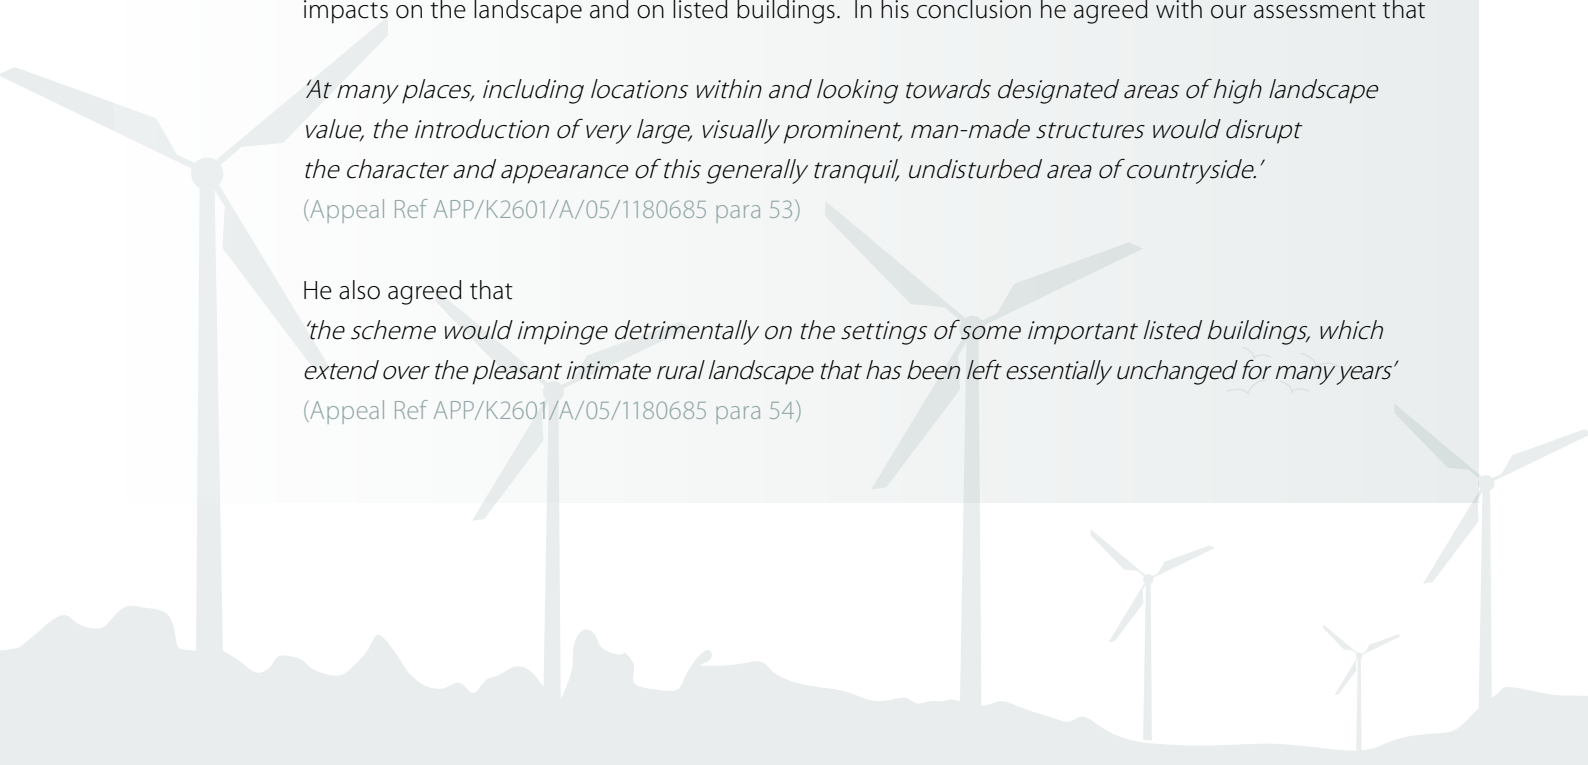 impacts on the landscape and on listed buildings.  In his conclusion he agreed with our assessment that
‘At many places, including locations within and looking towards designated areas of high landscape
value, the introduction of very large, visually prominent, man-made structures would disrupt
the character and appearance of this generally tranquil, undisturbed area of countryside.’
(Appeal Ref APP/K2601/A/05/1180685 para 53)
He also agreed that
‘the scheme would impinge detrimentally on the settings of some important listed buildings, which
extend over the pleasant intimate rural landscape that has been left essentially unchanged for many years’
(Appeal Ref APP/K2601/A/05/1180685 para 54)